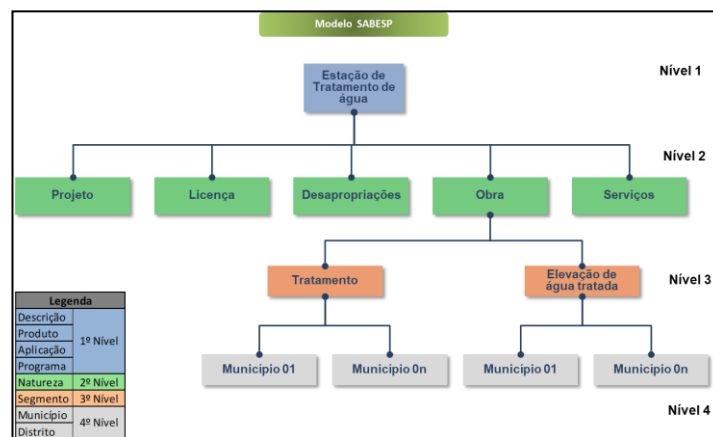 Modelo SABESP
Estação de
Tratamento de
água
Nível 1
Nível 2
Projeto
Licença
Desapropriações
Obra
Serviços
Tratamento
Elevação de
água tratada
Nível 3
Município 01
Município 0n
Município 01
Município 0n
Nível 4
Legenda
Descrição
Produto
Aplicação
Programa
1º Nível
Natureza 2º Nível
Segmento 3º Nível
Município
Distrito
4º Nível